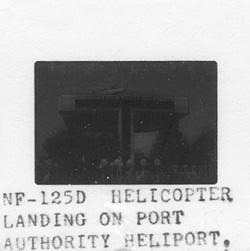 NF-125D HELICOPTER
LANDING ON PORT
AUTHORITY HELIPORT.